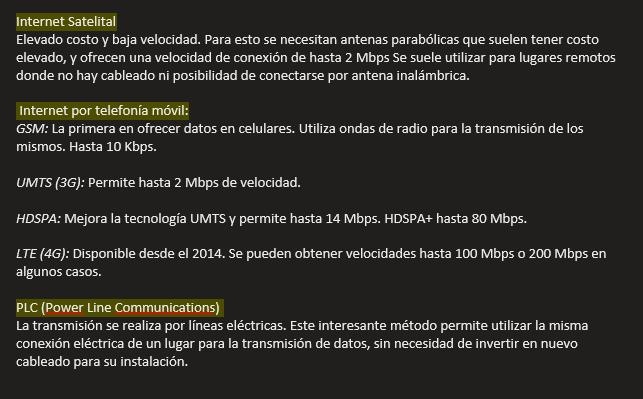 Internet Satelital
Elevado costo y baja velocidad. Para esto se necesitan antenas parabólicas que suelen tener costo
elevado, y ofrecen una velocidad de conexión de hasta 2 Mbps Se suele utilizar para lugares remotos
donde no hay cableado ni posibilidad de conectarse por antena inalámbrica.
Internet por telefonía móvil:
GSM: La primera en ofrecer datos en celulares. Utiliza ondas de radio para la transmisión de los
mismos. Hasta 10 Kbps.
UMTS (3G): Permite hasta 2 Mbps de velocidad.
HDSPA: Mejora la tecnología UMTS y permite hasta 14 Mbps. HDSPA+ hasta 80 Mbps.
LTE (4G): Disponible desde el 2014. Se pueden obtener velocidades hasta 100 Mbps o 200 Mbps en
algunos casos.
PLC (Power Line Communications)
La transmisión se realiza por líneas eléctricas. Este interesante método permite utilizar la misma
conexión eléctrica de un lugar para la transmisión de datos, sin necesidad de invertir en nuevo
cableado para su instalación.